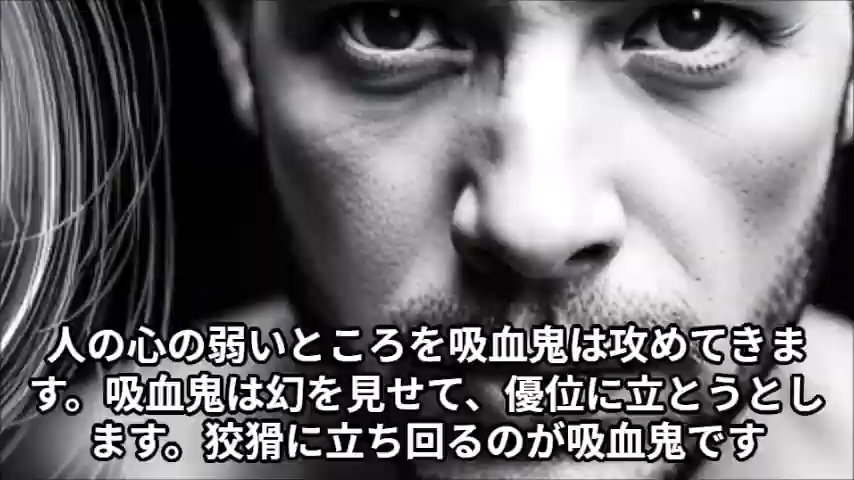 人の心の弱いところを吸血鬼は攻めてきま
す。吸血鬼は幻を見せて、優位に立とうとし
ます。狡猾に立ち回るのが吸血鬼です